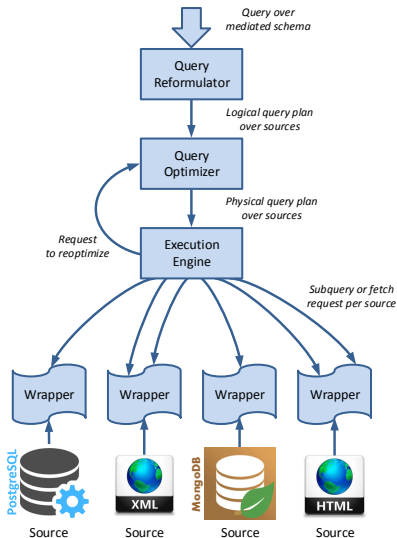 Query over
mediated schema
Query
Reformulator
Logical query plan
over sources
Query
Optimizer
Physical query plan
over sources
Request
to reoptimize
Execution
Engine
Subquery or fetch
request per source
Wrapper
Wrapper
Wrapper
Wrapper
PostgreSQL
XML
MongoDB
HTML
Source
Source
Source
Source